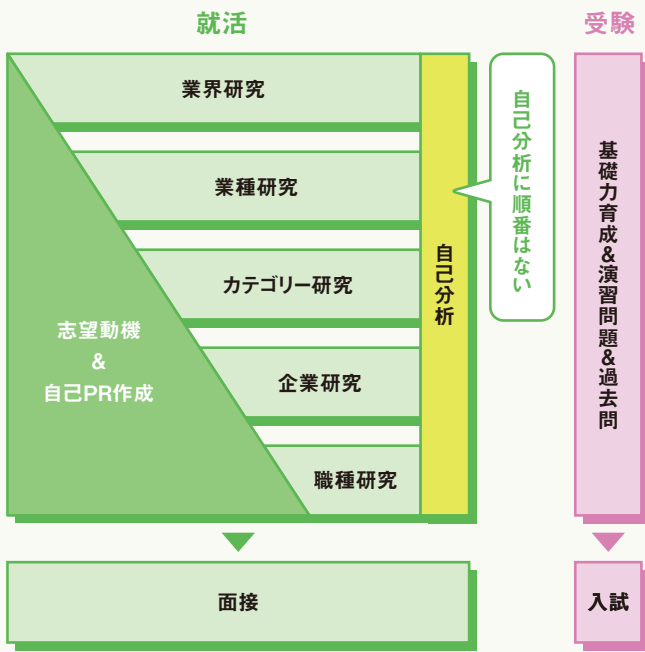 就活
受験
業界研究
業種研究
カテゴリー研究
企業研究
職種研究
志望動機
&
自己PR作成
自己分析
自己分析に順番はない
基礎力育成&演習問題&過去問
面接
入試